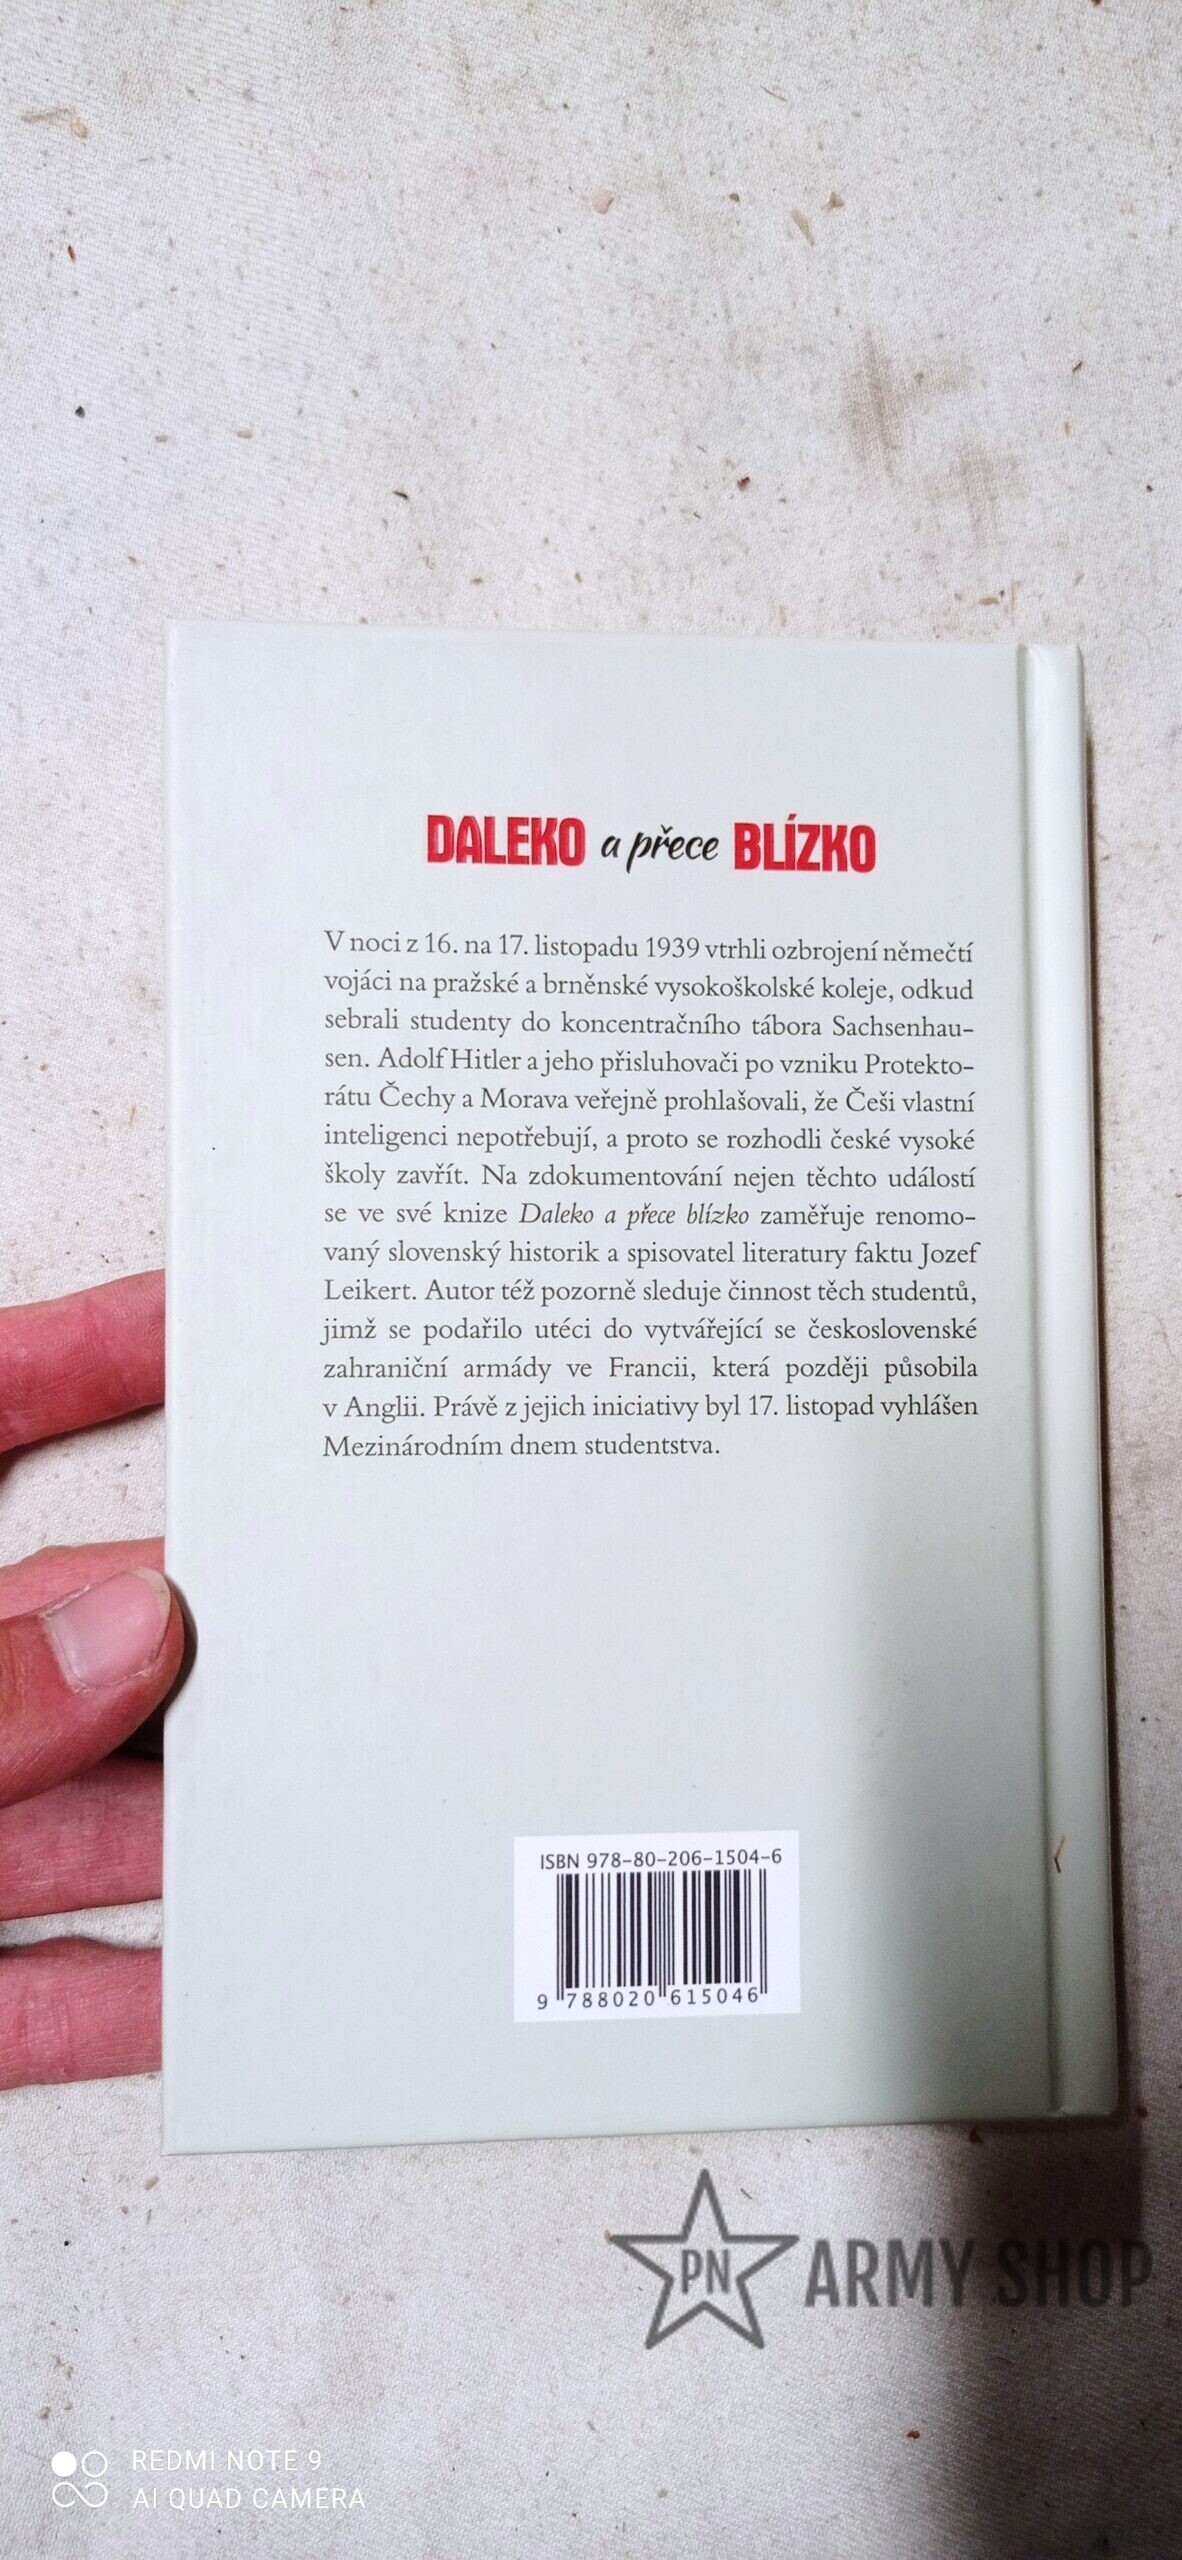 DALEKO a přece BLÍZKO
V noci z 16. na 17. listopadu 1939 vtrhli ozbrojení němečtí
vojáci na pražské a brněnské vysokoškolské koleje, odkud
sebrali studenty do koncentračního tábora Sachsenhau-
sen. Adolf Hitler a jeho přisluhovači po vzniku Protekto-
rátu Čechy a Morava veřejně prohlašovali, že Češi vlastní
inteligenci nepotřebují, a proto se rozhodli české vysoké
školy zavřít. Na zdokumentování nejen těchto událostí
se ve své knize Daleko a přece blízko zaměřuje renomo-
vaný slovenský historik a spisovatel literatury faktu Jozef
Leikert. Autor též pozorně sleduje činnost těch studentů,
jimž se podařilo utéci do vytvářející se československé
zahraniční armády ve Francii, která později působila
v Anglii. Právě z jejich iniciativy byl 17. listopad vyhlášen
Mezinárodním dnem studentstva.
ISBN 978-80-206-1504-6
9 788020 615046
PN ARMY SHOP
REDMI NOTE 9
AI QUAD CAMERA